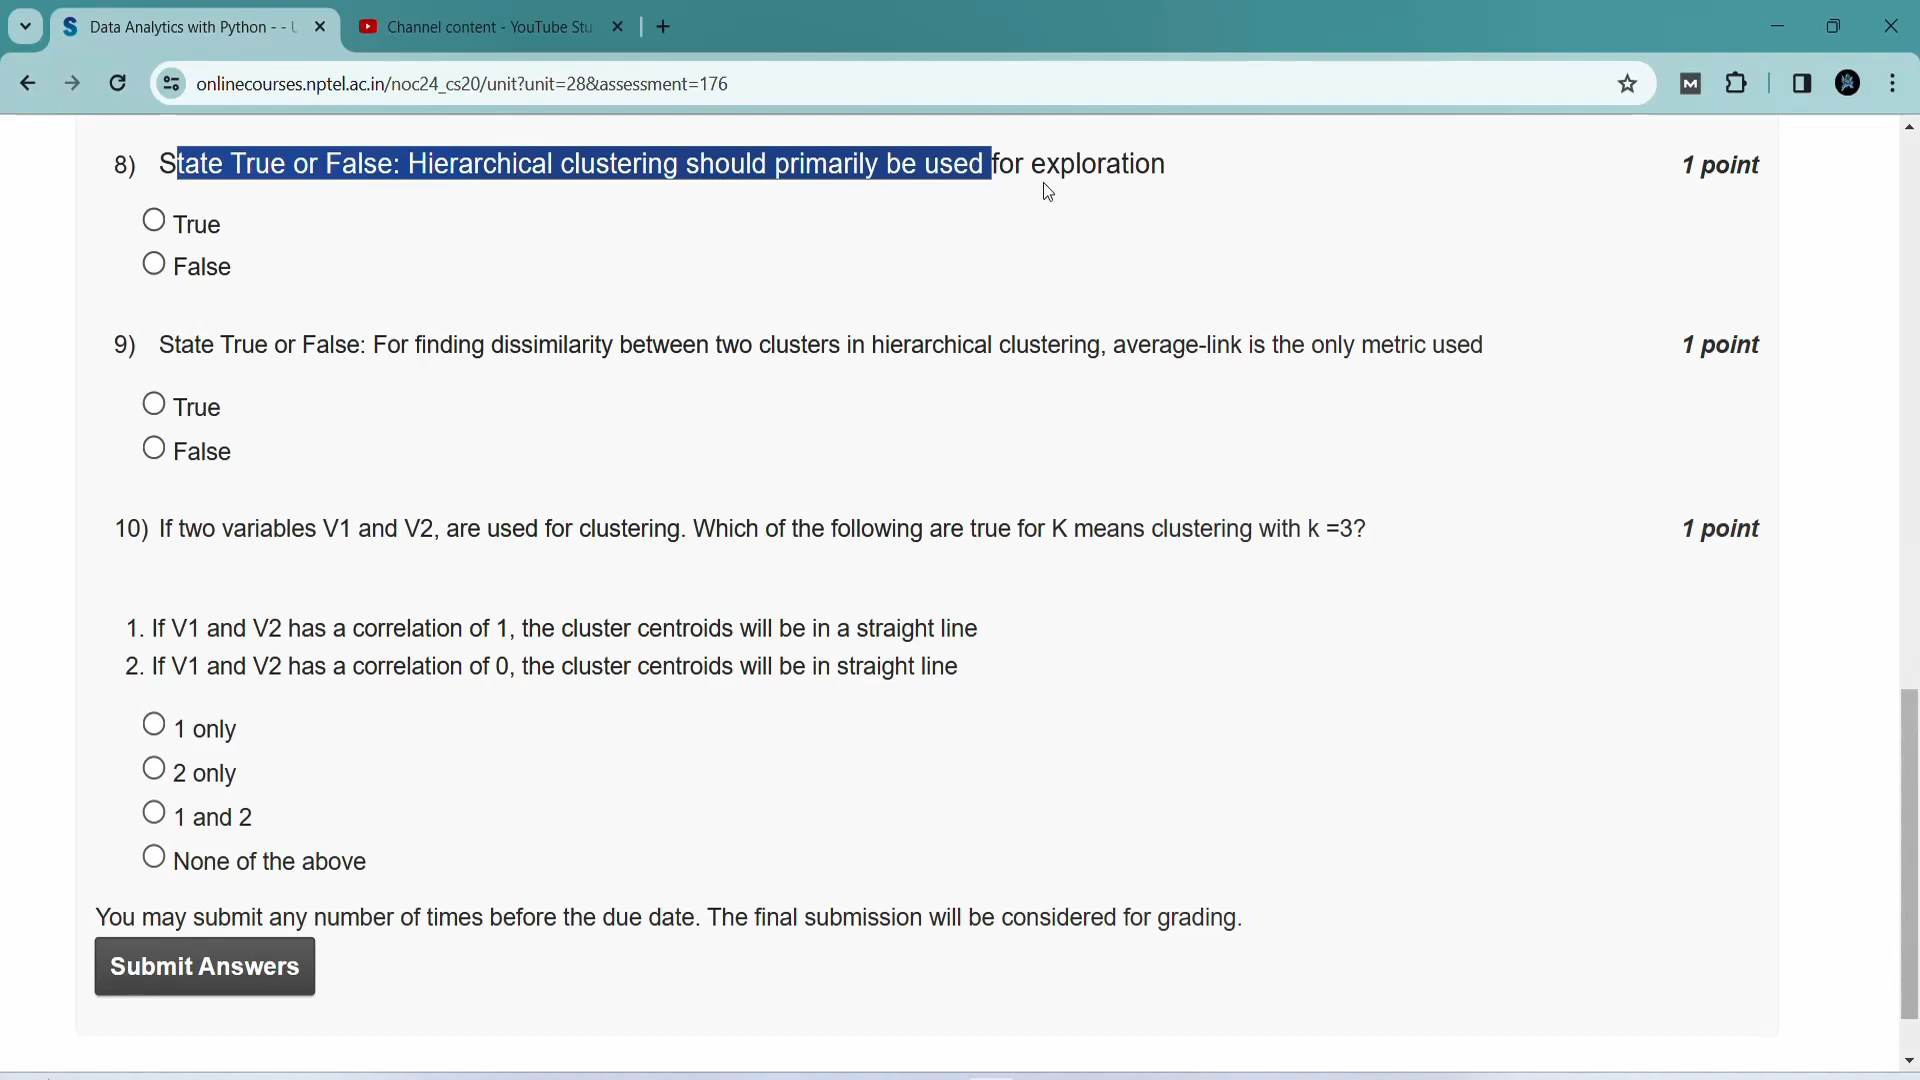 Data Analytics with Python - - U
Channel content - YouTube Stu
onlinecourses.nptel.ac.in/noc24_cs20/unit?unit=28&assessment=176
M
8) State True or False: Hierarchical clustering should primarily be used for exploration 1 point
True
False
9) State True or False: For finding dissimilarity between two clusters in hierarchical clustering, average-link is the only metric used 1 point
True
False
10) If two variables V1 and V2, are used for clustering. Which of the following are true for K means clustering with k =3? 1 point
1. If V1 and V2 has a correlation of 1, the cluster centroids will be in a straight line
2. If V1 and V2 has a correlation of 0, the cluster centroids will be in straight line
1 only
2 only
1 and 2
None of the above
You may submit any number of times before the due date. The final submission will be considered for grading.
Submit Answers